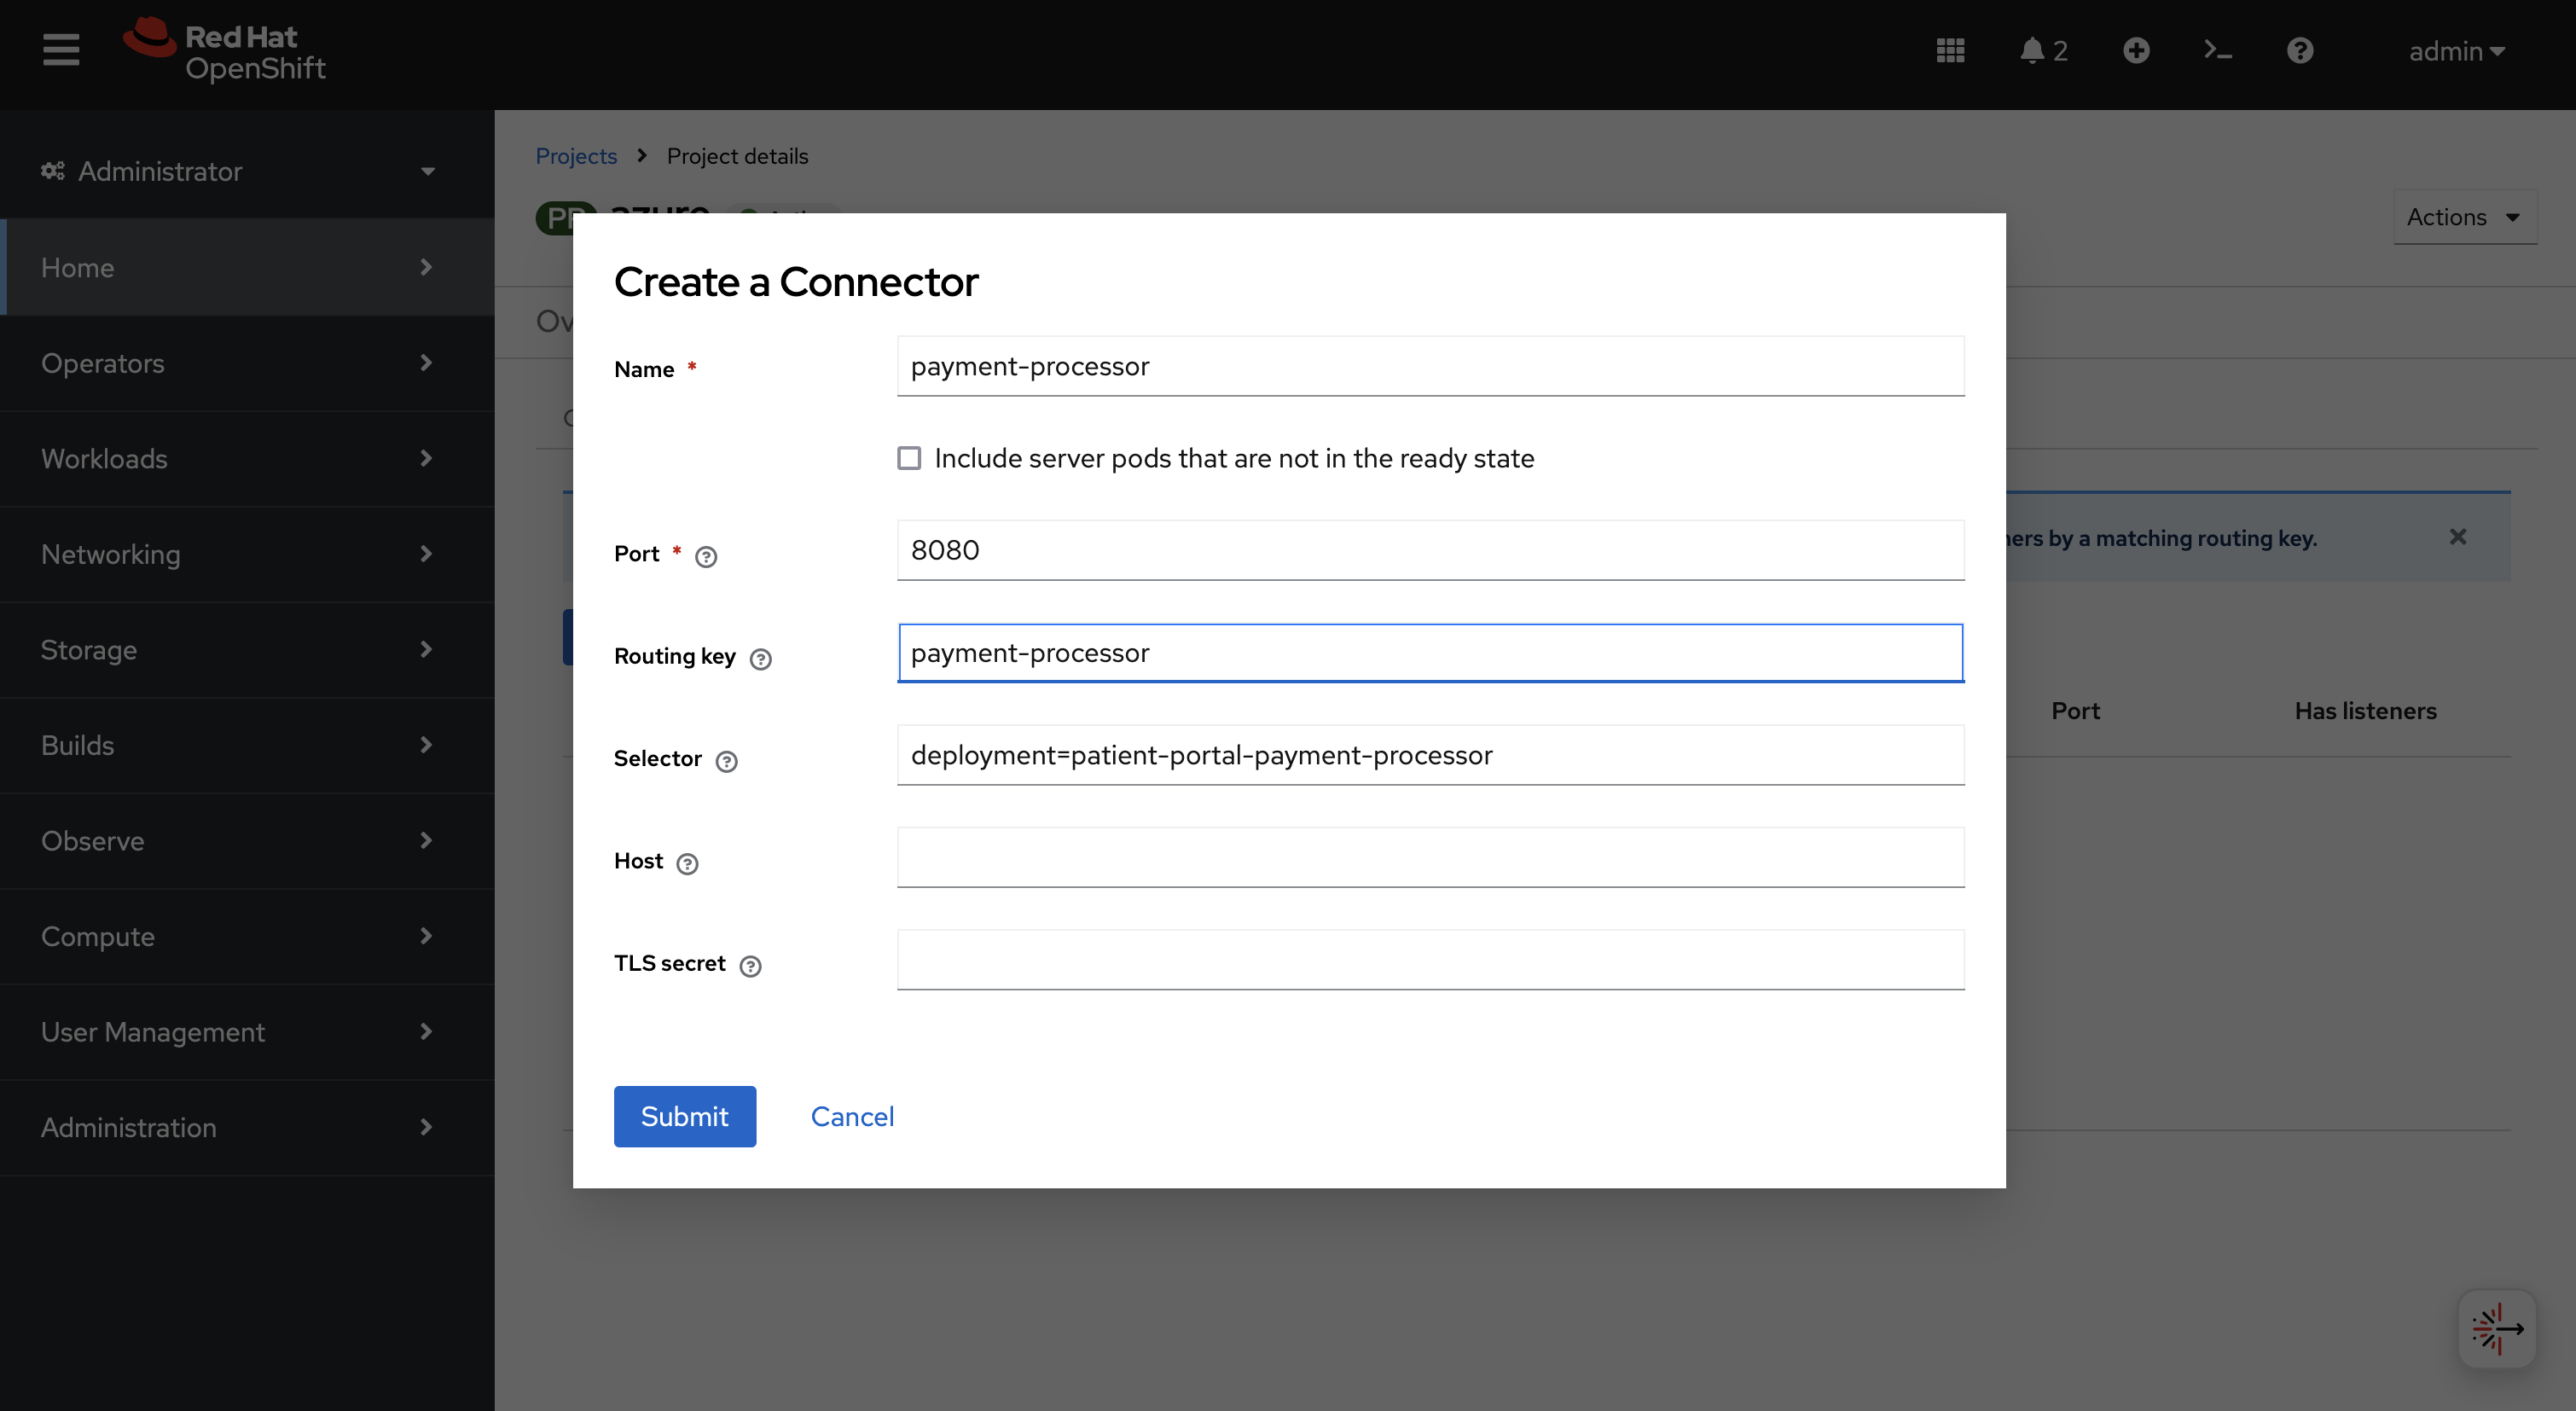 Red Hat
OpenShift
2
admin
Administrator
Home
Operators
Workloads
Networking
Storage
Builds
Observe
Compute
User Management
Administration
Projects > Project details
PR azure
Actions
Create a Connector
Name *
payment-processor
Include server pods that are not in the ready state
Port *
8080
Routing key
payment-processor
Selector
deployment=patient-portal-payment-processor
Host
TLS secret
Submit
Cancel
by a matching routing key.
Port
Has listeners